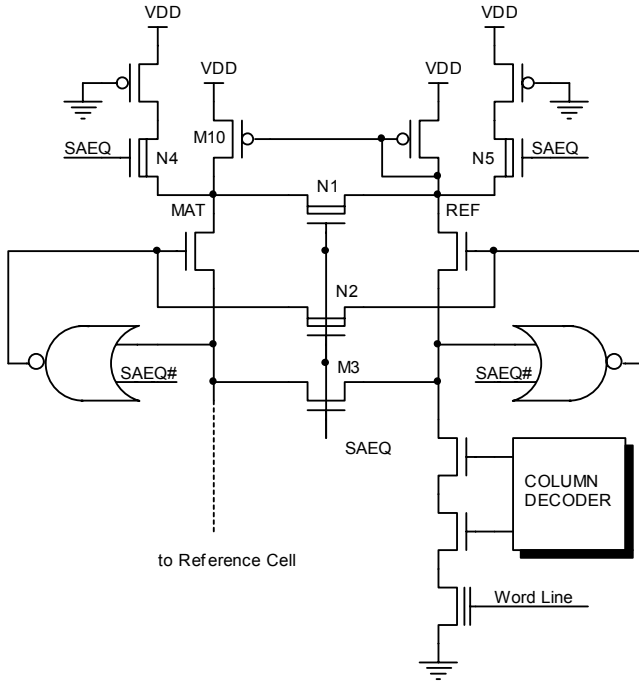 VDD
VDD
VDD
VDD
M10
SAEQ
N4
N5
SAEQ
N1
MAT
REF
N2
M3
SAEQ#
SAEQ#
SAEQ
COLUMN
DECODER
to Reference Cell
Word Line